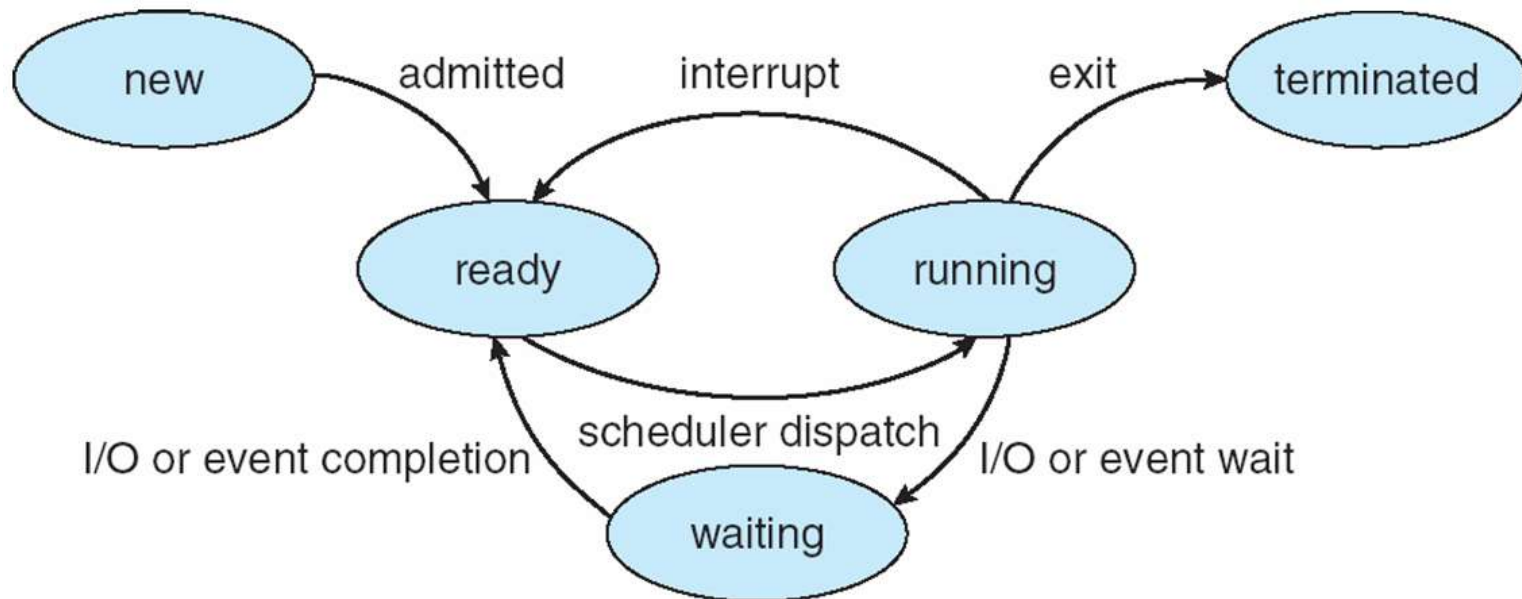 new
admitted
interrupt
exit
terminated
ready
running
scheduler dispatch
I/O or event completion
I/O or event wait
waiting